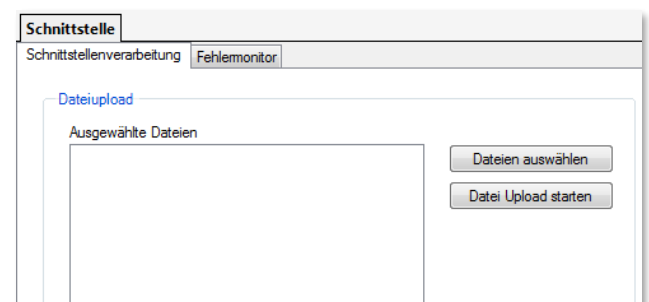 Schnittstelle
Schnittstellenverarbeitung Fehlermonitor
Dateiupload
Ausgewählte Dateien
Dateien auswählen
Datei Upload starten